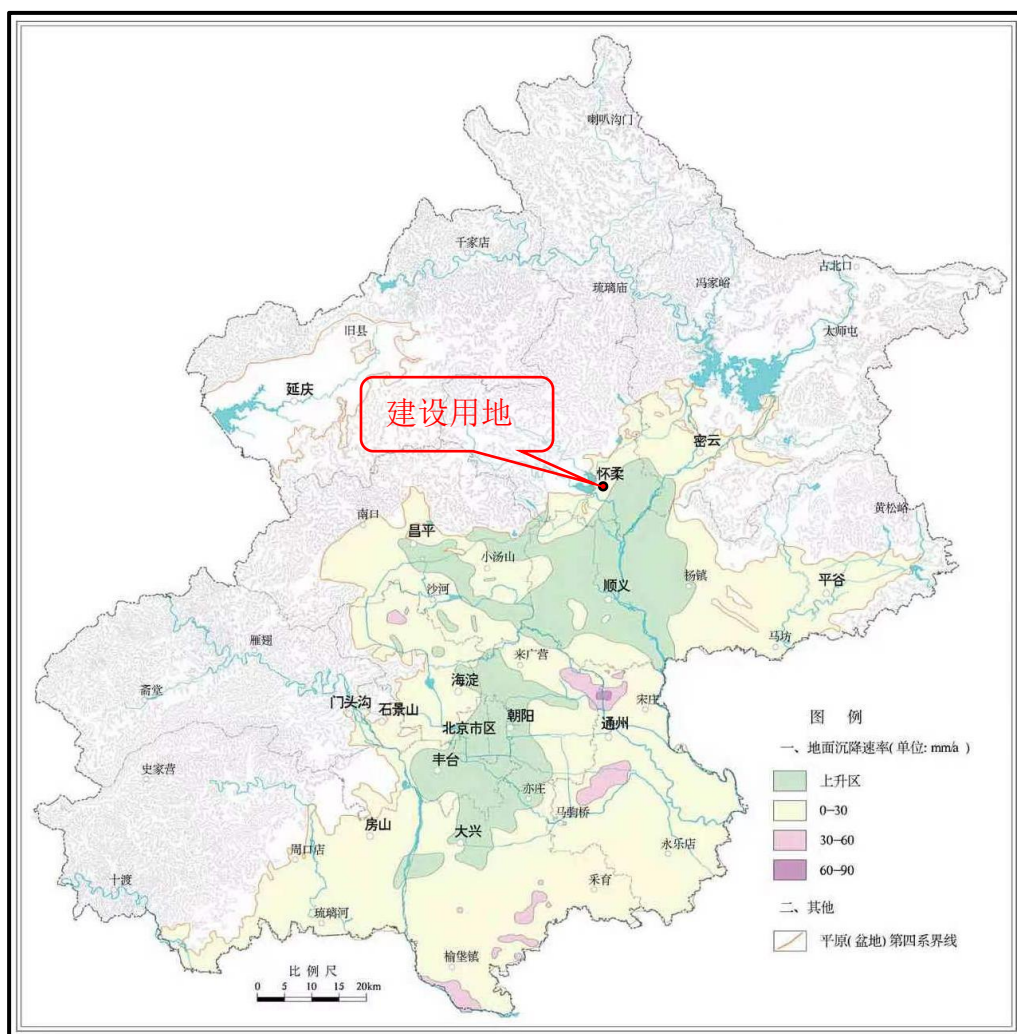 喇叭沟门
千家店
古北口
琉璃庙
冯家峪
太师屯
旧县
延庆
建设用地
密云
怀柔
黄松峪
南口
昌平
小汤山
杨镇
平谷
沙河
顺义
马坊
雁翅
来广营
斋堂
海淀
宋庄
门头沟
石景山
朝阳
通州
北京市区
图 例
一、地面沉降速率(单位:mm/a)
史家营
丰台
上升区
亦庄
0-30
马驹桥
房山
大兴
30-60
周口店
永乐店
60-90
十渡
采育
二、其他
琉璃河
平原(盆地)第四系界线
榆垡镇
比 例 尺
0 5 10 15 20km